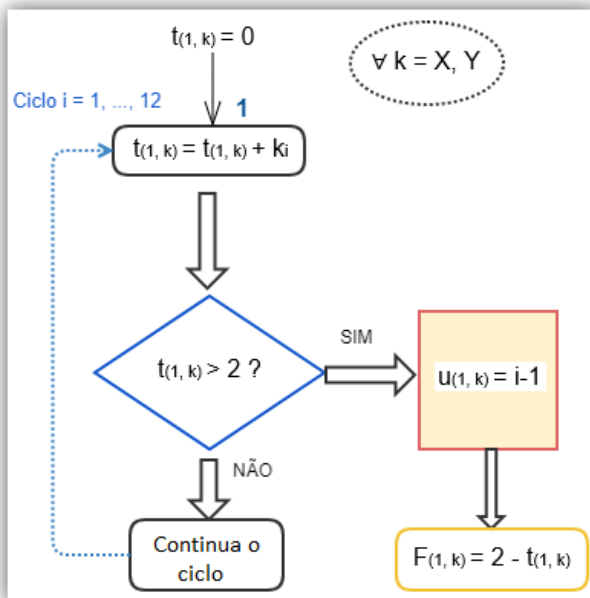 t(1, k) = 0
∀ k = X, Y
Ciclo i = 1, ..., 12
1
t(1, k) = t(1, k) + ki
t(1, k) > 2 ?
SIM
u(1, k) = i-1
NÃO
Continua o
ciclo
F(1, k) = 2 - t(1, k)